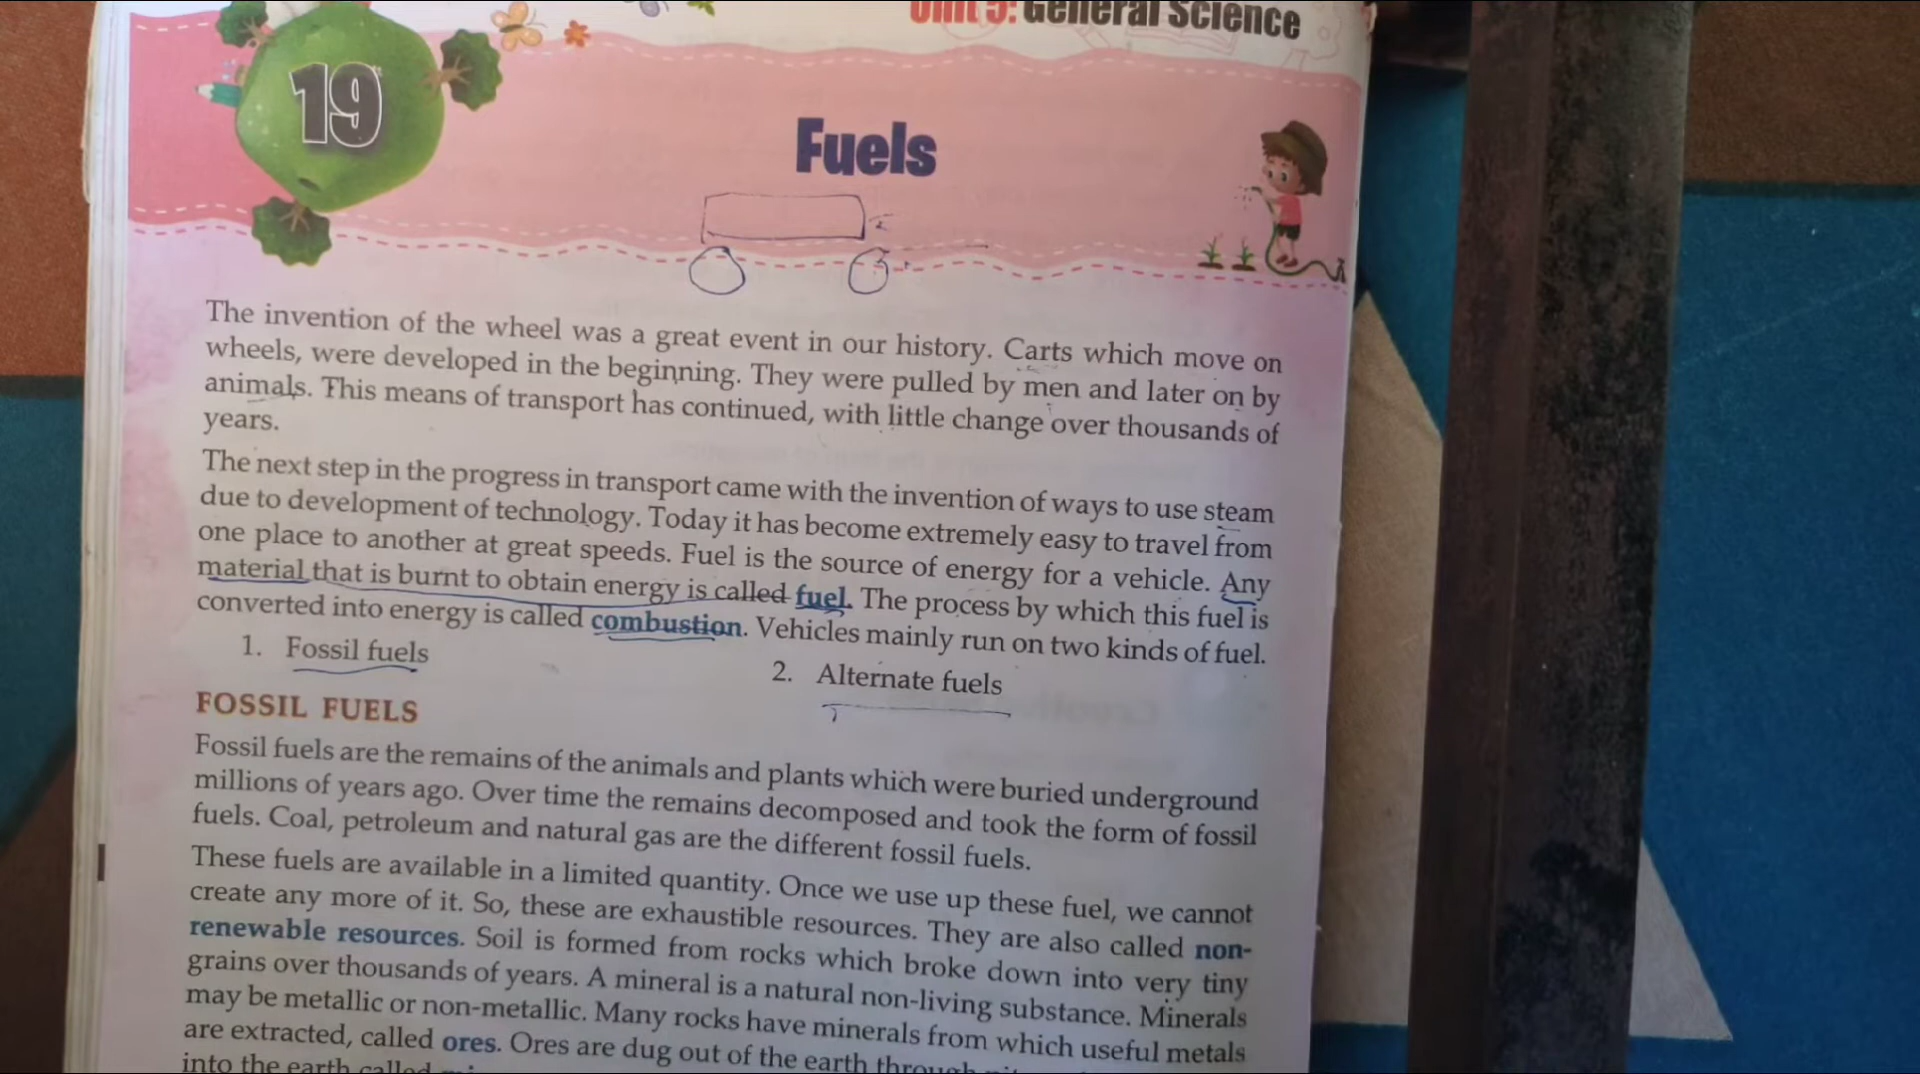 Unit 5: General Science
19
Fuels
The invention of the wheel was a great event in our history. Carts which move on
wheels, were developed in the beginning. They were pulled by men and later on by
animals. This means of transport has continued, with little change over thousands of
years.
The next step in the progress in transport came with the invention of ways to use steam
due to development of technology. Today it has become extremely easy to travel from
one place to another at great speeds. Fuel is the source of energy for a vehicle. Any
material that is burnt to obtain energy is called fuel. The process by which this fuel is
converted into energy is called combustion. Vehicles mainly run on two kinds of fuel.
1. Fossil fuels
2. Alternate fuels
FOSSIL FUELS
Fossil fuels are the remains of the animals and plants which were buried underground
millions of years ago. Over time the remains decomposed and took the form of fossil
fuels. Coal, petroleum and natural gas are the different fossil fuels.
These fuels are available in a limited quantity. Once we use up these fuel, we cannot
create any more of it. So, these are exhaustible resources. They are also called non-
renewable resources. Soil is formed from rocks which broke down into very tiny
grains over thousands of years. A mineral is a natural non-living substance. Minerals
may be metallic or non-metallic. Many rocks have minerals from which useful metals
are extracted, called ores. Ores are dug out of the earth through
into the earth called